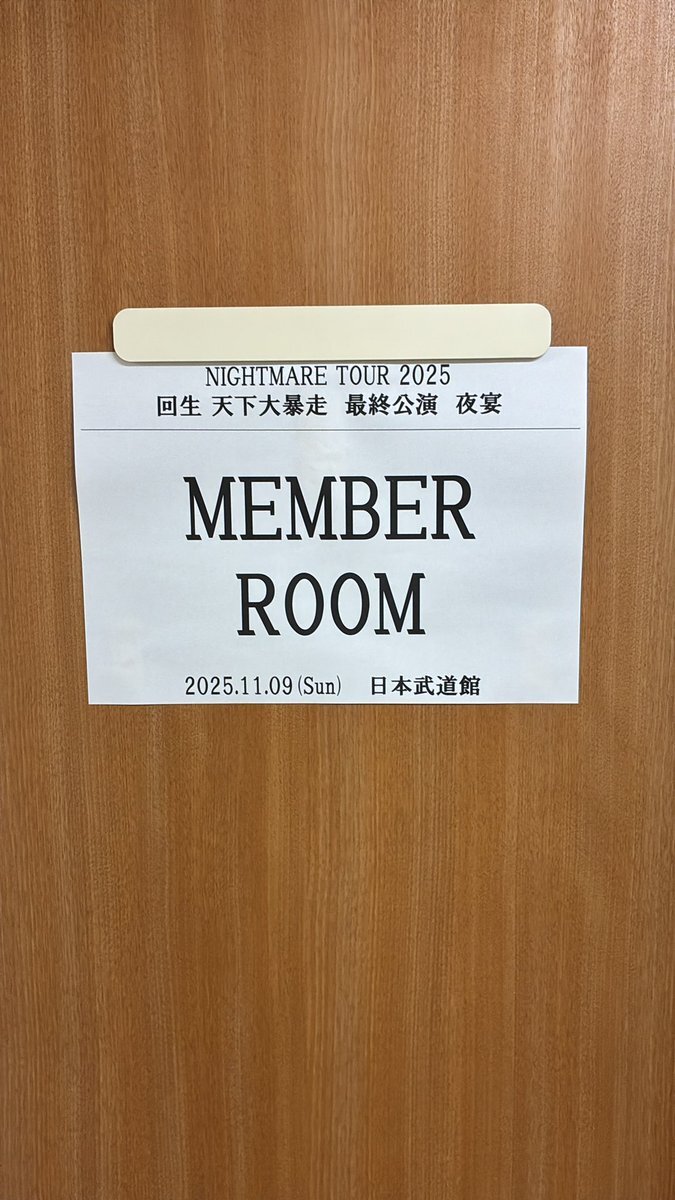 NIGHTMARE TOUR 2025
回生 天下大暴走 最終公演 夜宴
MEMBER
ROOM
2025.11.09(Sun) 日本武道館